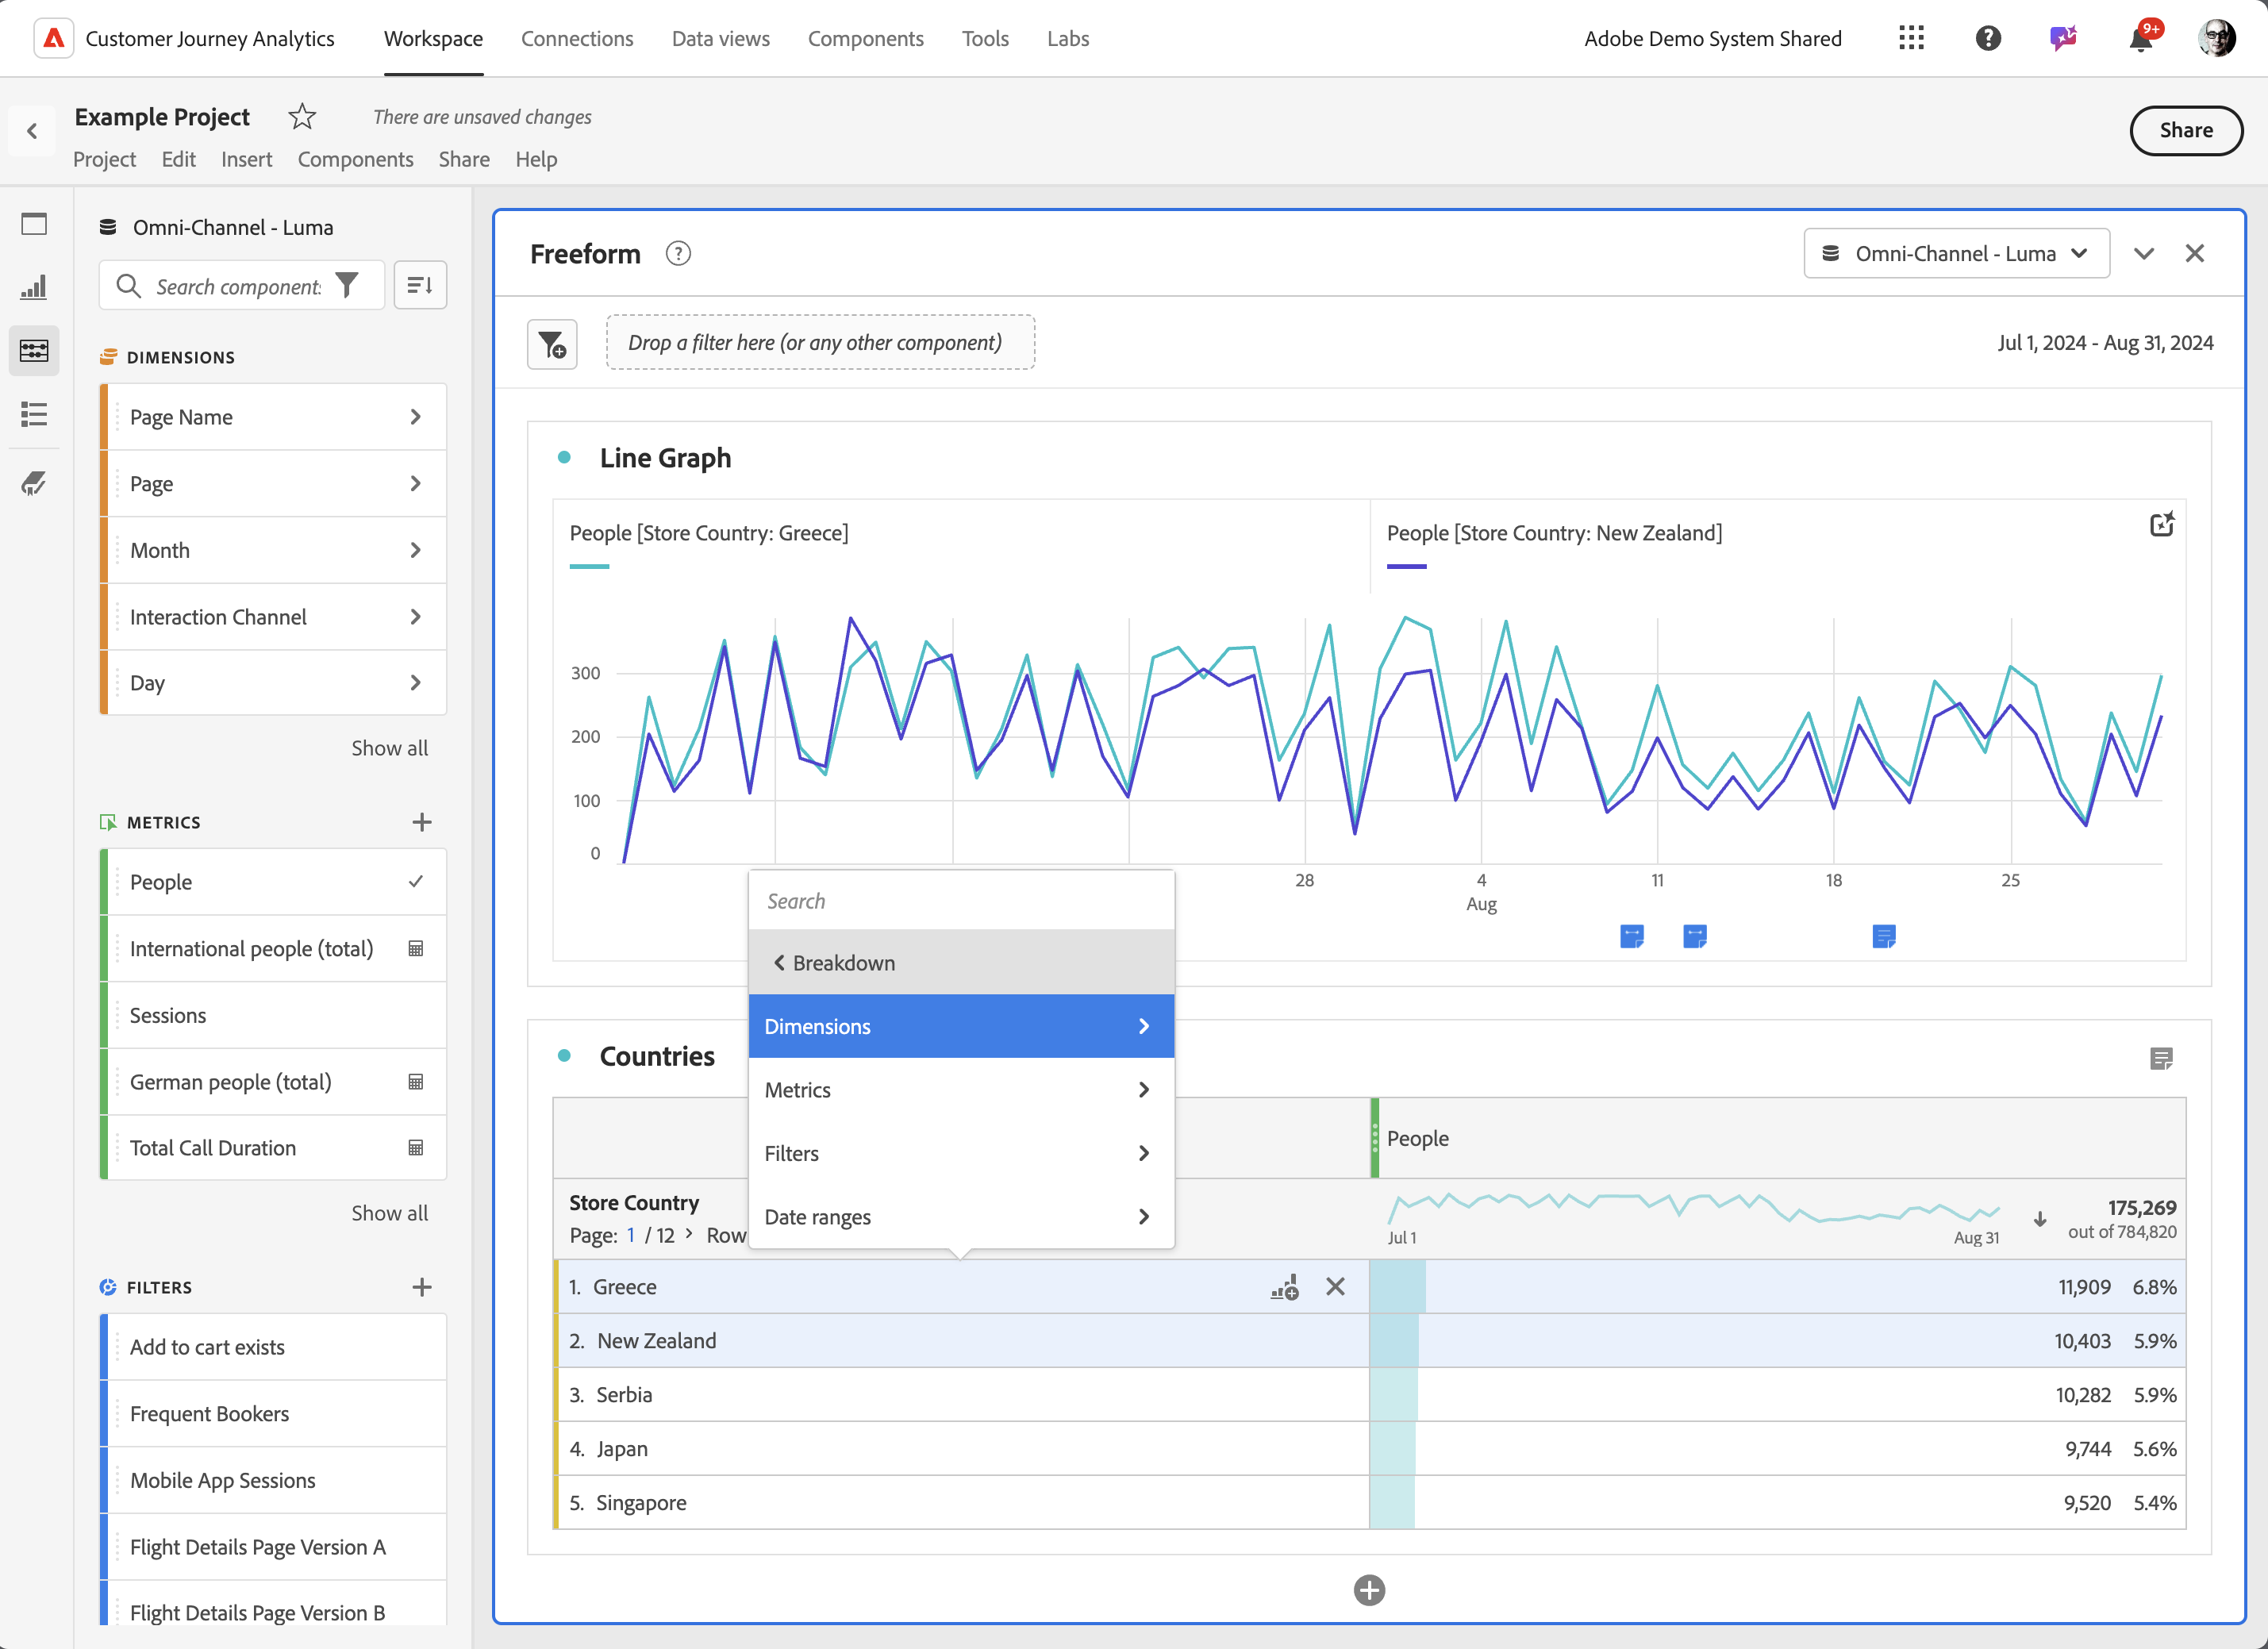 Customer Journey Analytics
Workspace
Connections
Data views
Components
Tools
Labs
Adobe Demo System Shared
9+
Example Project
There are unsaved changes
Project
Edit
Insert
Components
Share
Help
Share
Omni-Channel - Luma
Search components
DIMENSIONS
Page Name
Page
Month
Interaction Channel
Day
Show all
METRICS
People
International people (total)
Sessions
German people (total)
Total Call Duration
Show all
FILTERS
Add to cart exists
Frequent Bookers
Mobile App Sessions
Flight Details Page Version A
Flight Details Page Version B
Freeform
Omni-Channel - Luma
Drop a filter here (or any other component)
Jul 1, 2024 - Aug 31, 2024
Line Graph
People [Store Country: Greece]
People [Store Country: New Zealand]
300
200
100
0
28
4
11
18
25
Aug
Search
Breakdown
Dimensions
Metrics
Filters
Date ranges
Countries
People
Store Country
Page: 1 / 12 > Row
Jul 1
Aug 31
175,269
out of 784,820
1. Greece 11,909 6.8%
2. New Zealand 10,403 5.9%
3. Serbia 10,282 5.9%
4. Japan 9,744 5.6%
5. Singapore 9,520 5.4%